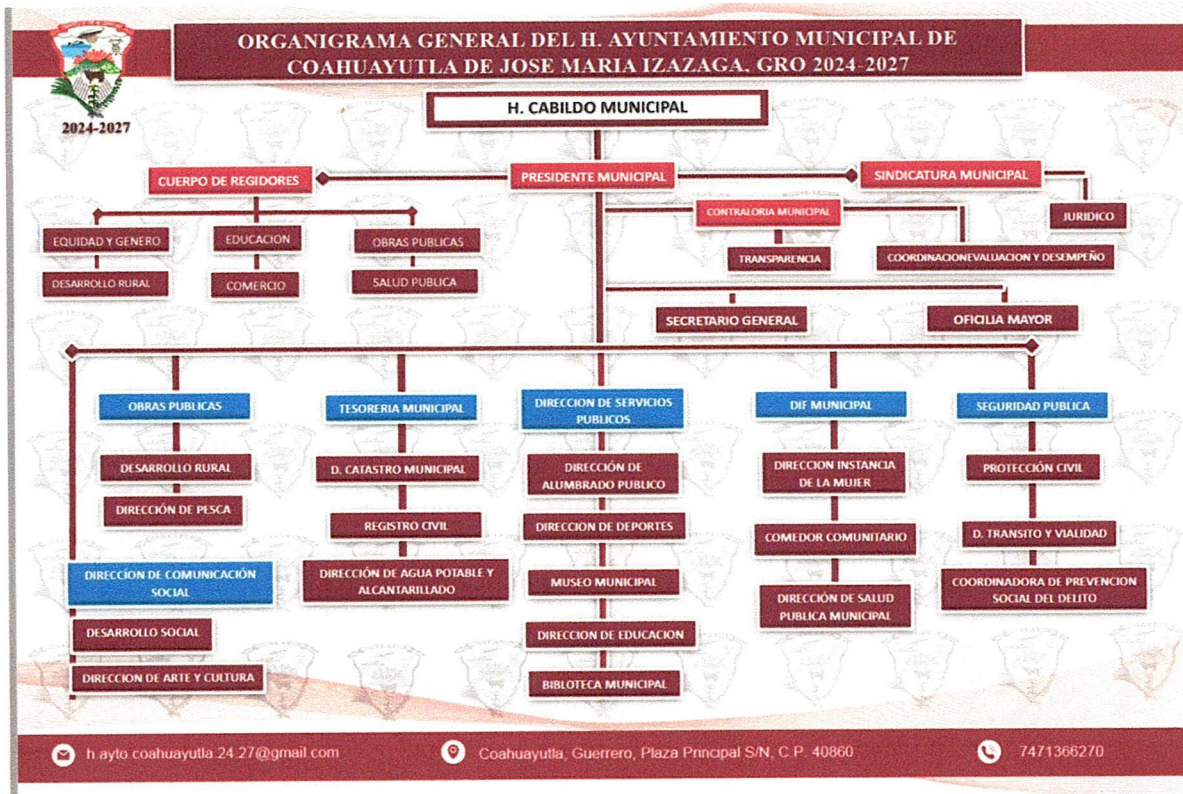 ORGANIGRAMA GENERAL DEL H. AYUNTAMIENTO MUNICIPAL DE
COAHUAYUTLA DE JOSE MARIA IZAZAGA, GRO 2024-2027
2024-2027
H. CABILDO MUNICIPAL
CUERPO DE REGIDORES
PRESIDENTE MUNICIPAL
SINDICATURA MUNICIPAL
CONTRALORIA MUNICIPAL
JURIDICO
EQUIDAD Y GENERO
EDUCACION
OBRAS PUBLICAS
TRANSPARENCIA
COORDINACIONEVALUACION Y DESEMPEÑO
DESARROLLO RURAL
COMERCIO
SALUD PUBLICA
SECRETARIO GENERAL
OFICILIA MAYOR
OBRAS PUBLICAS
TESORERIA MUNICIPAL
DIRECCION DE SERVICIOS
PUBLICOS
DIF MUNICIPAL
SEGURIDAD PUBLICA
DESARROLLO RURAL
DIRECCIÓN DE PESCA
D. CATASTRO MUNICIPAL
REGISTRO CIVIL
DIRECCIÓN DE AGUA POTABLE Y
ALCANTARILLADO
DIRECCIÓN DE
ALUMBRADO PUBLICO
DIRECCION DE DEPORTES
MUSEO MUNICIPAL
DIRECCION DE EDUCACION
BIBLOTECA MUNICIPAL
DIRECCION INSTANCIA
DE LA MUJER
COMEDOR COMUNITARIO
DIRECCIÓN DE SALUD
PUBLICA MUNICIPAL
PROTECCIÓN CIVIL
D. TRANSITO Y VIALIDAD
COORDINADORA DE PREVENCION
SOCIAL DEL DELITO
DIRECCÍON DE COMUNICACIÓN
SOCIAL
DESARROLLO SOCIAL
DIRECCION DE ARTE Y CULTURA
h.ayto.coahuayutla.24.27@gmail.com
Coahuayutla, Guerrero, Plaza Principal S/N, C.P. 40860
7471366270